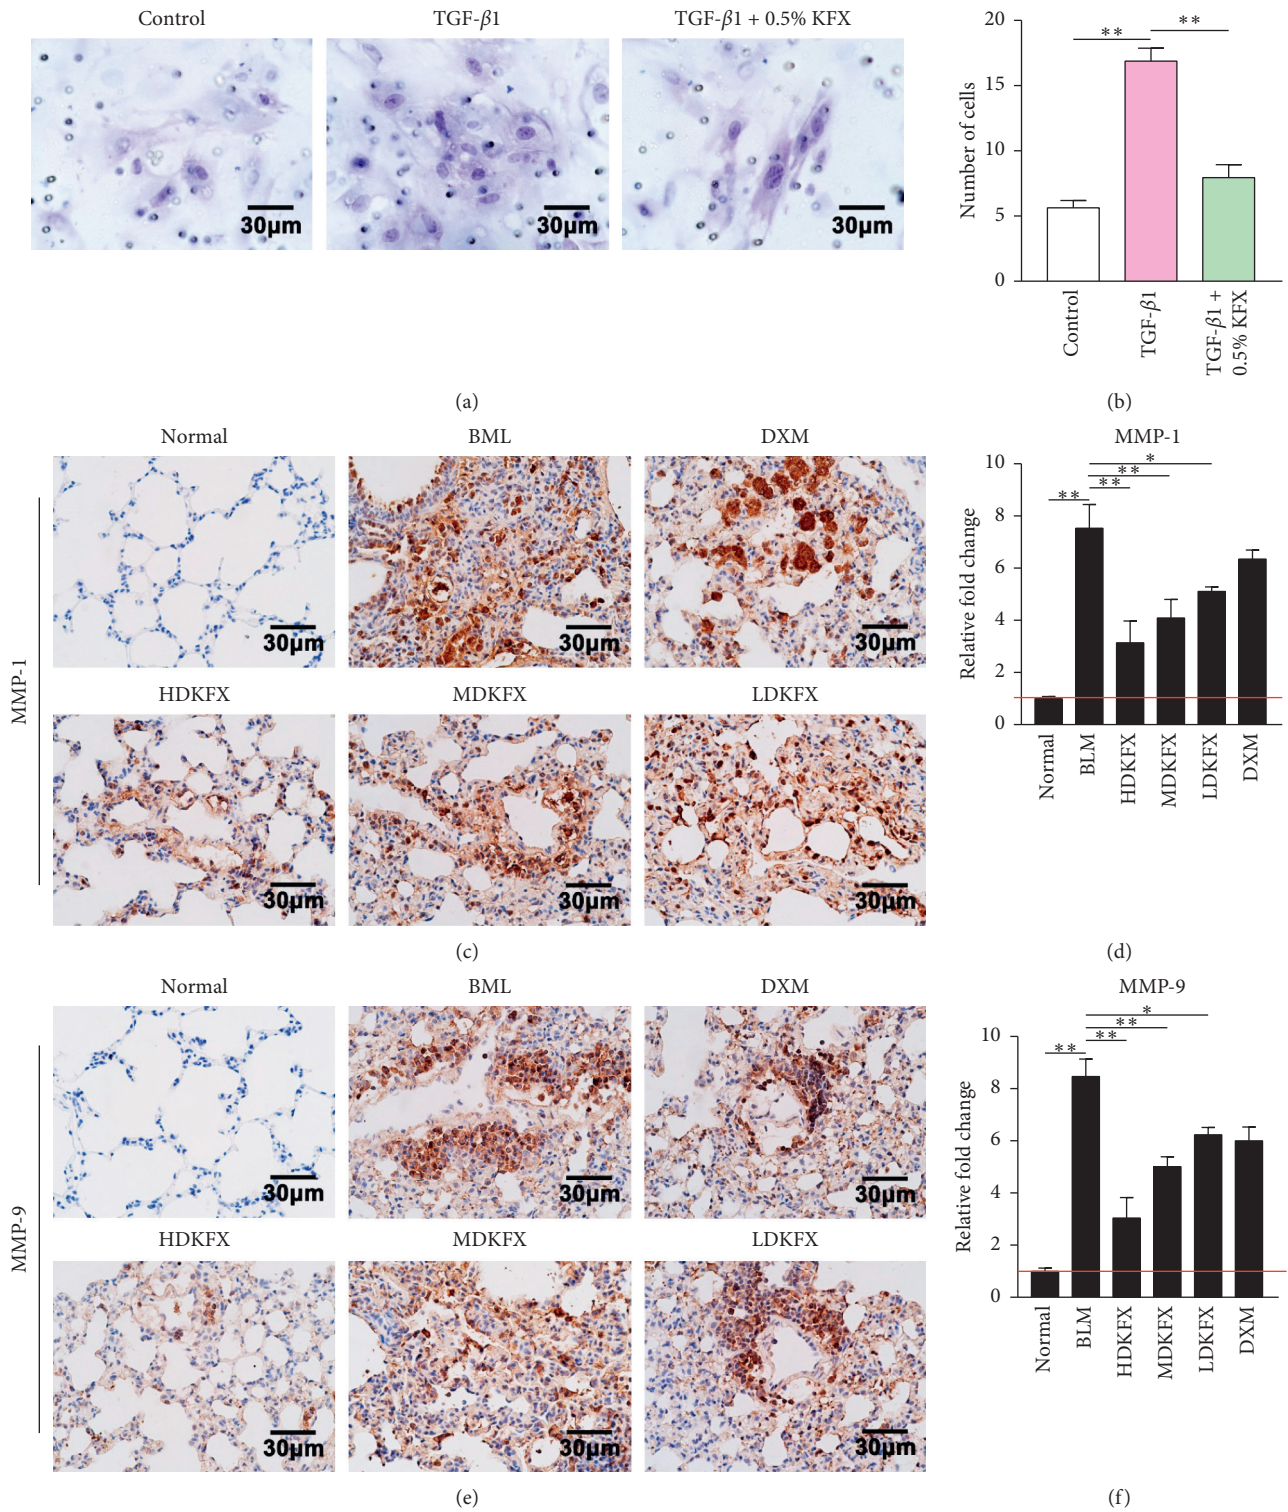 Control
TGF-β1
TGF-β1 + 0.5% KFX
30μm
30μm
30μm
(a)
Number of cells
20
15
10
5
0
**
**
Control
TGF-β1
TGF-β1 +
0.5% KFX
(b)
MMP-1
Normal
BML
DXM
30μm
30μm
30μm
HDKFX
MDKFX
LDKFX
30μm
30μm
30μm
(c)
MMP-1
Relative fold change
10
8
6
4
2
0
*
**
**
**
Normal
BLM
HDKFX
MDKFX
LDKFX
DXM
(d)
MMP-9
Normal
BML
DXM
30μm
30μm
30μm
HDKFX
MDKFX
LDKFX
30μm
30μm
30μm
(e)
MMP-9
Relative fold change
10
8
6
4
2
0
*
**
**
**
Normal
BLM
HDKFX
MDKFX
LDKFX
DXM
(f)